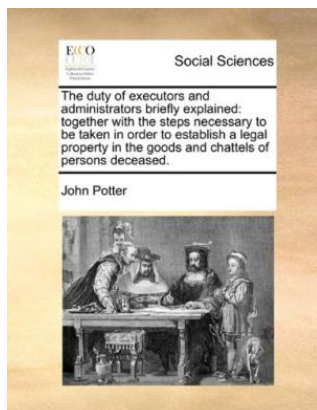 ECCO
Social Sciences
The duty of executors and
administrators briefly explained:
together with the steps necessary to
be taken in order to establish a legal
property in the goods and chattels of
persons deceased.
John Potter